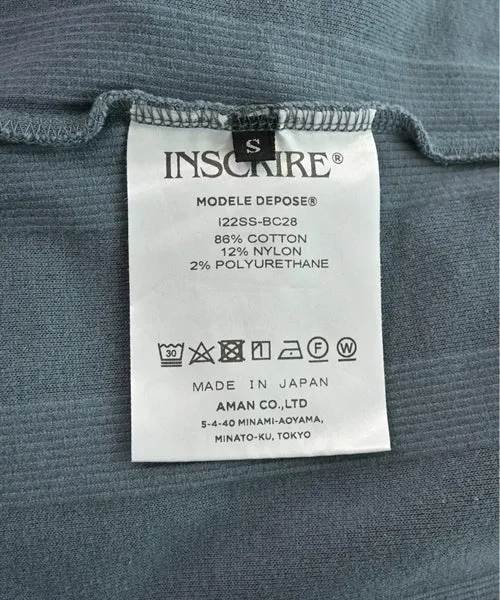 S
INSCRIRE®
MODELE DEPOSE®
I22SS-BC28
86% COTTON
12% NYLON
2% POLYURETHANE
30 F W
MADE IN JAPAN
AMAN CO.,LTD
5-4-40 MINAMI-AOYAMA,
MINATO-KU, TOKYO